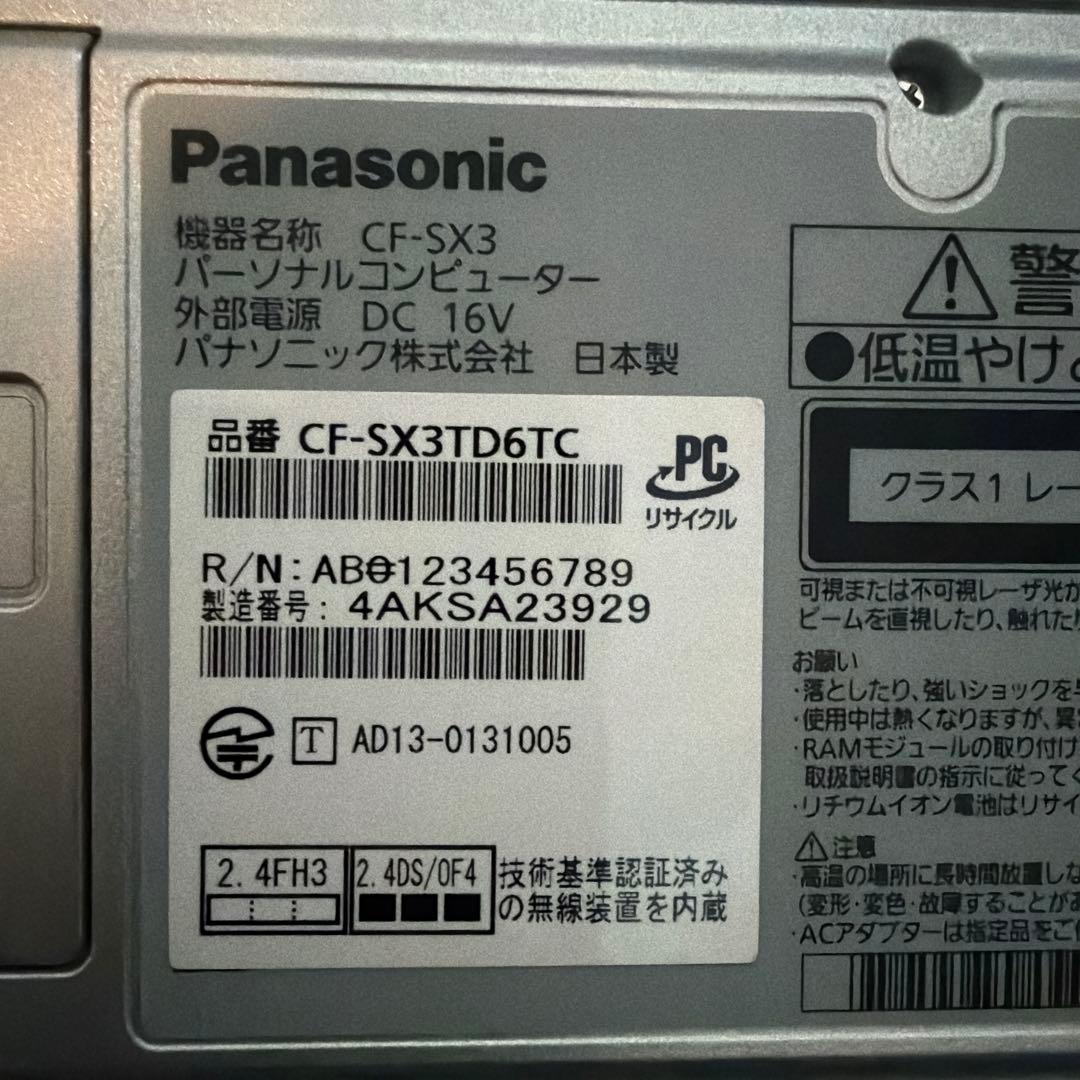 Panasonic
機器名称 CF-SX3
パーソナルコンピューター
外部電源 DC 16V
パナソニック株式会社 日本製
品番 CF-SX3TD6TC
PC
リサイクル
R/N: AB0123456789
製造番号: 4AKSA23929
T AD13-0131005
2.4FH3
2.4DS/OF4
技術基準認証済み
の無線装置を内蔵
警
●低温やけ
クラス1 レー
可視または不可視レーザ光が
ビームを直視したり、触れた
お願い
・落としたり、強いショックを
・使用中は熱くなりますが、異
・RAMモジュールの取り付け
取扱説明書の指示に従って
・リチウムイオン電池はリサイ
注意
・高温の場所に長時間放置し
(変形・変色・故障することが
・ACアダプターは指定品をご